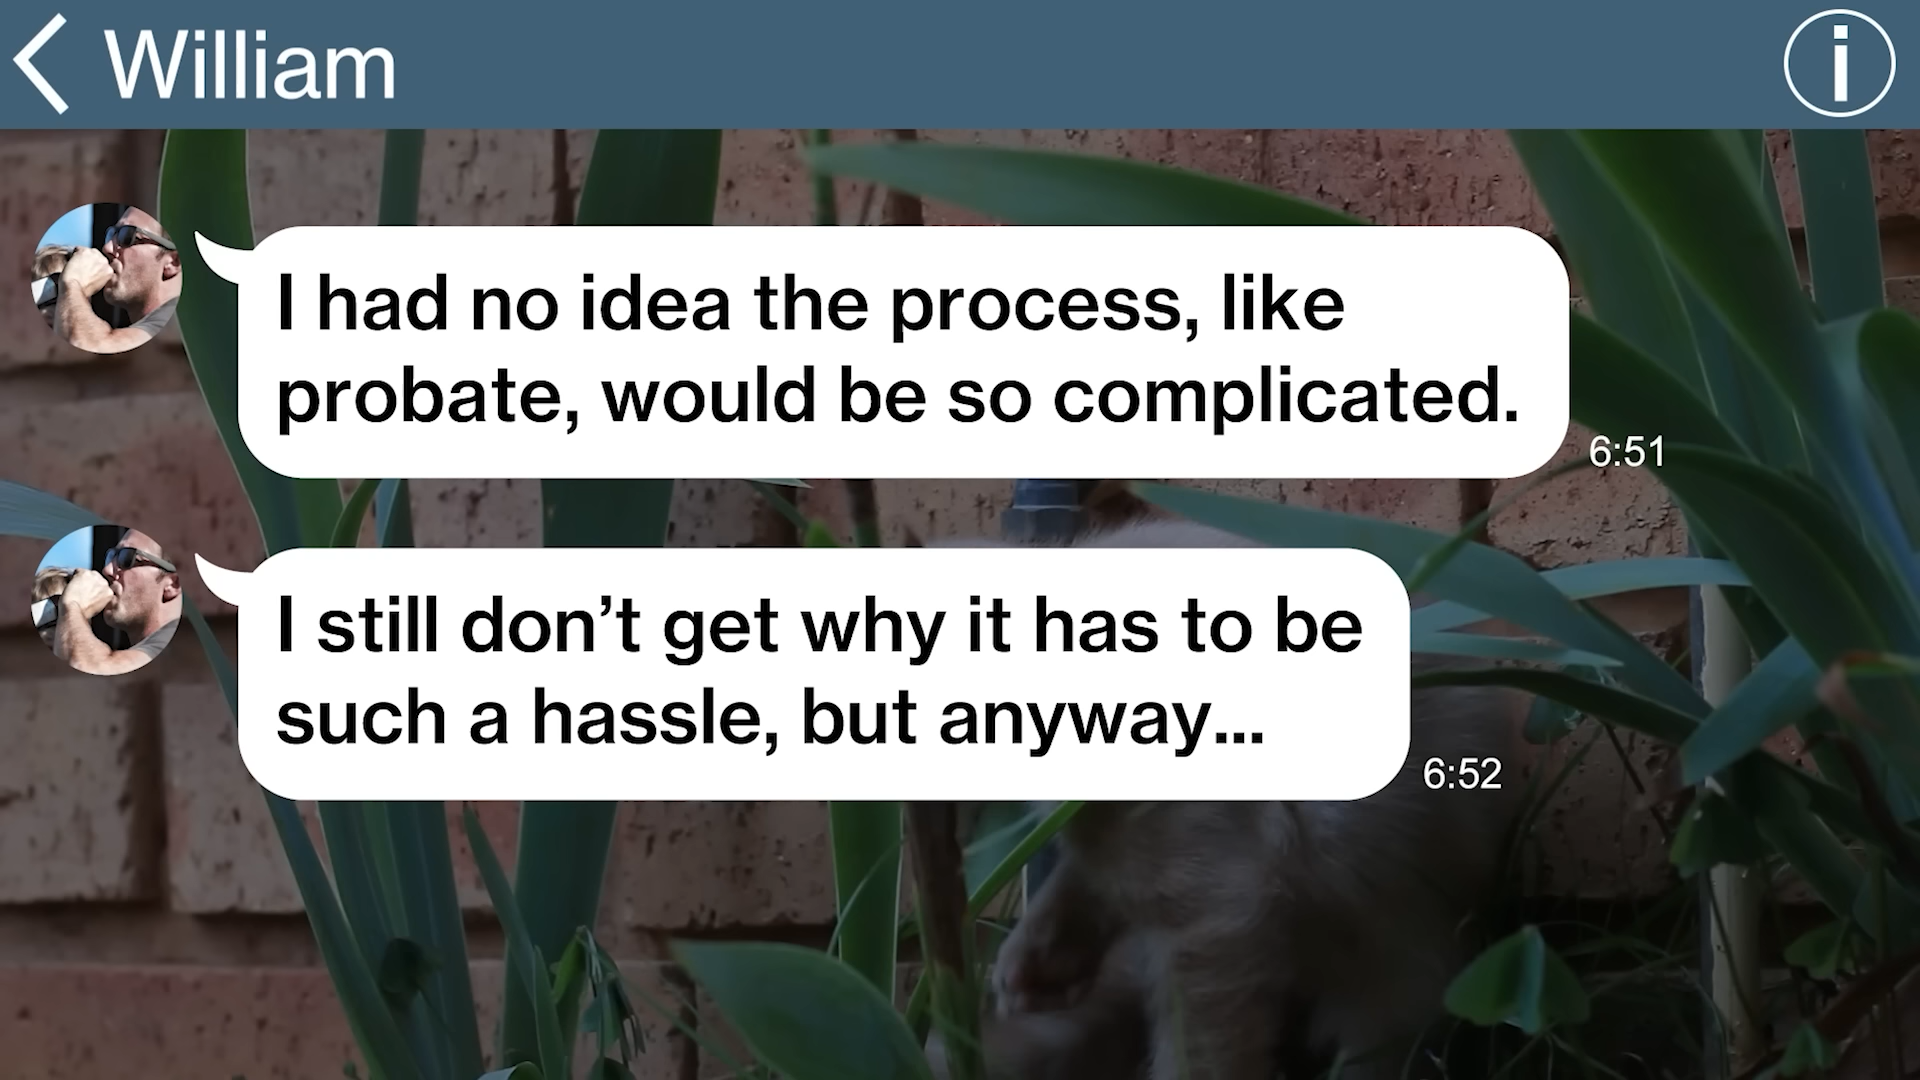 William
I had no idea the process, like
probate, would be so complicated.
6:51
I still don’t get why it has to be
such a hassle, but anyway...
6:52